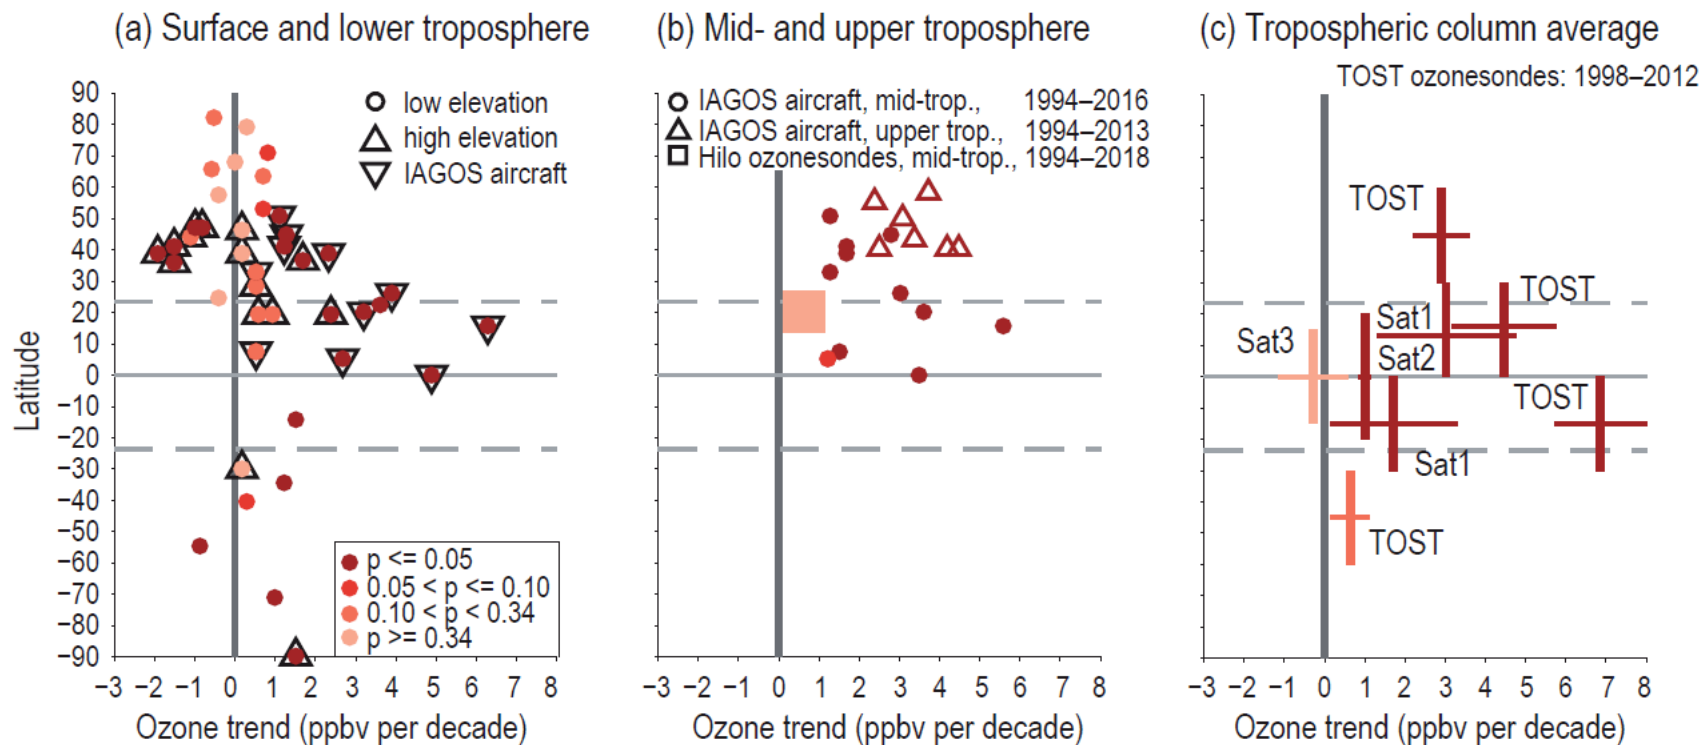 (a) Surface and lower troposphere
90
80
70
60
50
40
30
20
10
0
−10
−20
−30
−40
−50
−60
−70
−80
−90
Latitude
low elevation
high elevation
IAGOS aircraft
p <= 0.05
0.05 < p <= 0.10
0.10 < p < 0.34
p >= 0.34
−3 −2 −1 0 1 2 3 4 5 6 7 8
Ozone trend (ppbv per decade)
(b) Mid- and upper troposphere
IAGOS aircraft, mid-trop., 1994–2016
IAGOS aircraft, upper trop., 1994–2013
Hilo ozonesondes, mid-trop., 1994–2018
−3 −2 −1 0 1 2 3 4 5 6 7 8
Ozone trend (ppbv per decade)
(c) Tropospheric column average
TOST ozonesondes: 1998–2012
TOST
TOST
Sat1
Sat3
Sat2
TOST
Sat1
TOST
−3 −2 −1 0 1 2 3 4 5 6 7 8
Ozone trend (ppbv per decade)